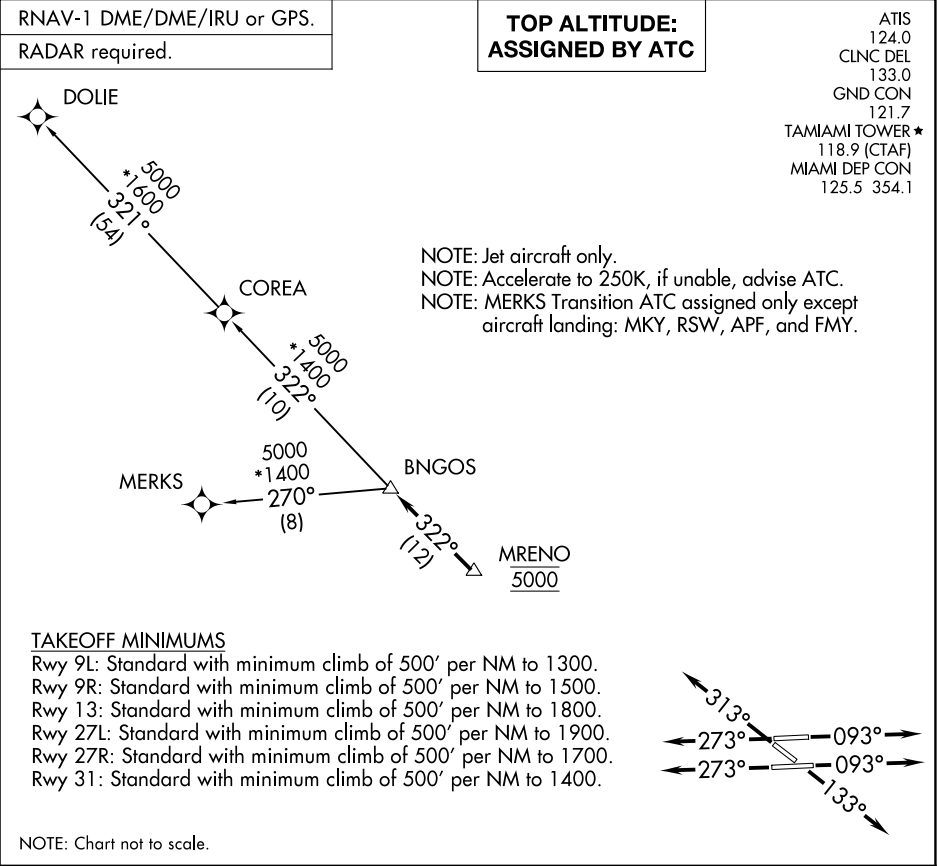 RNAV-1 DME/DME/IRU or GPS.
RADAR required.
TOP ALTITUDE:
ASSIGNED BY ATC
ATIS
124.0
CLNC DEL
133.0
GND CON
121.7
TAMIAMI TOWER ★
118.9 (CTAF)
MIAMI DEP CON
125.5 354.1
DOLIE
5000
*1600
321°
(54)
NOTE: Jet aircraft only.
NOTE: Accelerate to 250K, if unable, advise ATC.
NOTE: MERKS Transition ATC assigned only except
aircraft landing: MKY, RSW, APF, and FMY.
COREA
5000
*1400
322°
(10)
5000
*1400
270°
(8)
MERKS
BNGOS
322°
(12)
MRENO
5000
TAKEOFF MINIMUMS
Rwy 9L: Standard with minimum climb of 500' per NM to 1300.
Rwy 9R: Standard with minimum climb of 500' per NM to 1500.
Rwy 13: Standard with minimum climb of 500' per NM to 1800.
Rwy 27L: Standard with minimum climb of 500' per NM to 1900.
Rwy 27R: Standard with minimum climb of 500' per NM to 1700.
Rwy 31: Standard with minimum climb of 500' per NM to 1400.
313°
273° 093°
273° 093°
133°
NOTE: Chart not to scale.